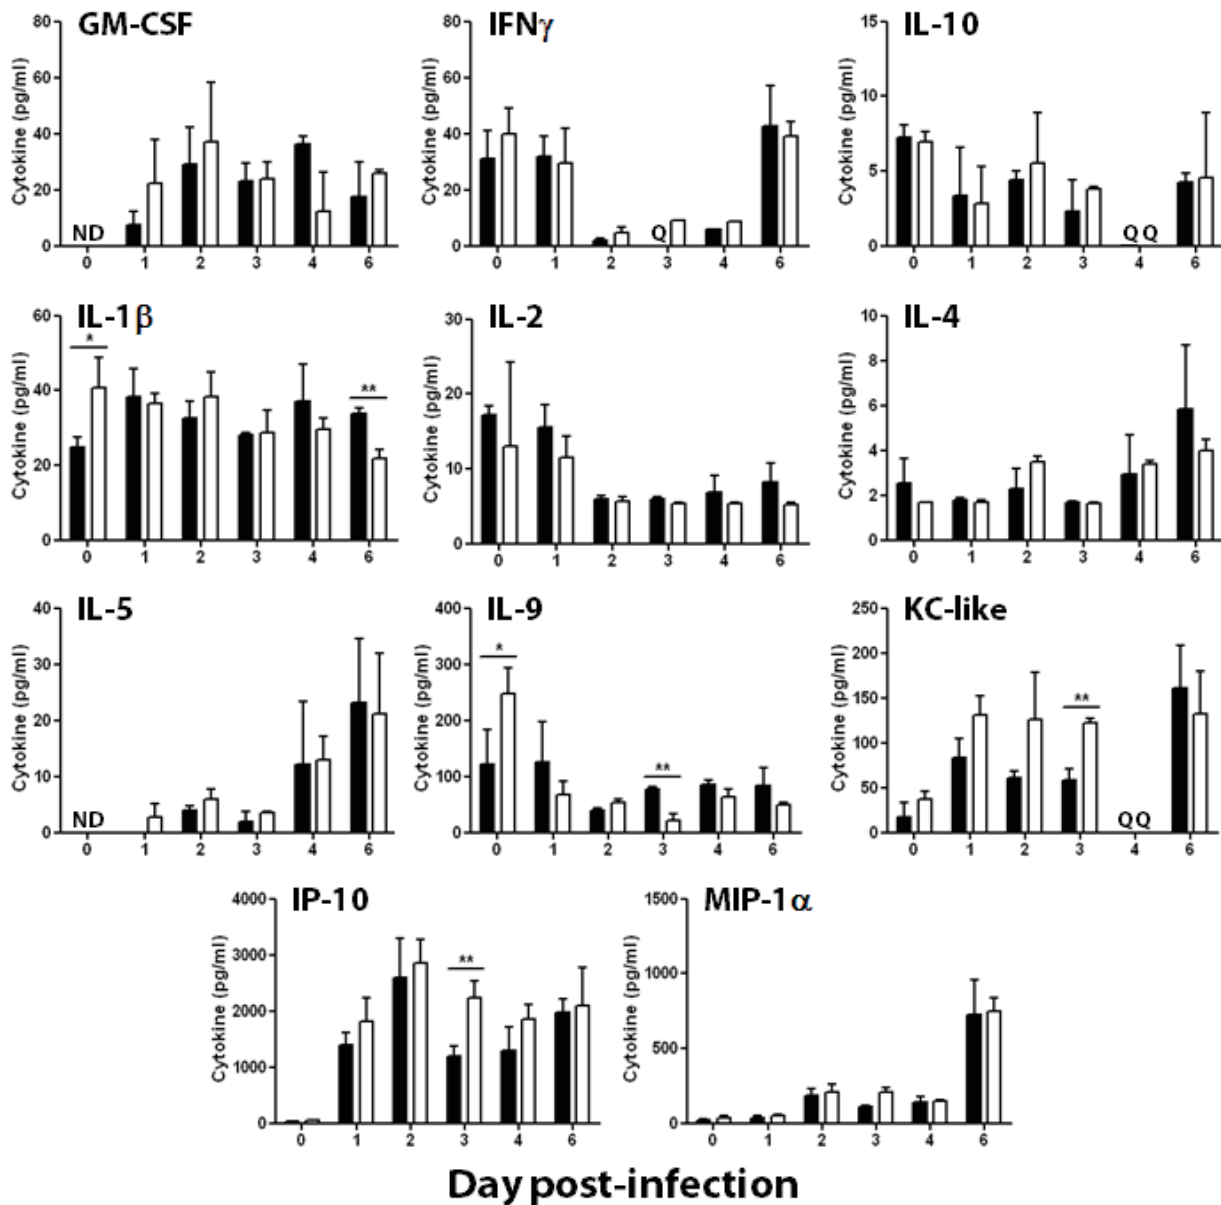 GM-CSF
IFNγ
IL-10
Cytokine (pg/ml)
80
60
40
20
0
ND
0 1 2 3 4 6
Cytokine (pg/ml)
80
60
40
20
0
Q
0 1 2 3 4 6
Cytokine (pg/ml)
15
10
5
0
Q Q
0 1 2 3 4 6
IL-1β
IL-2
IL-4
Cytokine (pg/ml)
60
40
20
0
*
**
0 1 2 3 4 6
Cytokine (pg/ml)
30
20
10
0
0 1 2 3 4 6
Cytokine (pg/ml)
10
8
6
4
2
0
0 1 2 3 4 6
IL-5
IL-9
KC-like
Cytokine (pg/ml)
40
30
20
10
0
ND
0 1 2 3 4 6
Cytokine (pg/ml)
400
300
200
100
0
*
**
0 1 2 3 4 6
Cytokine (pg/ml)
250
200
150
100
50
0
**
QQ
0 1 2 3 4 6
IP-10
MIP-1α
Cytokine (pg/ml)
4000
3000
2000
1000
0
**
0 1 2 3 4 6
Cytokine (pg/ml)
1500
1000
500
0
0 1 2 3 4 6
Day post-infection